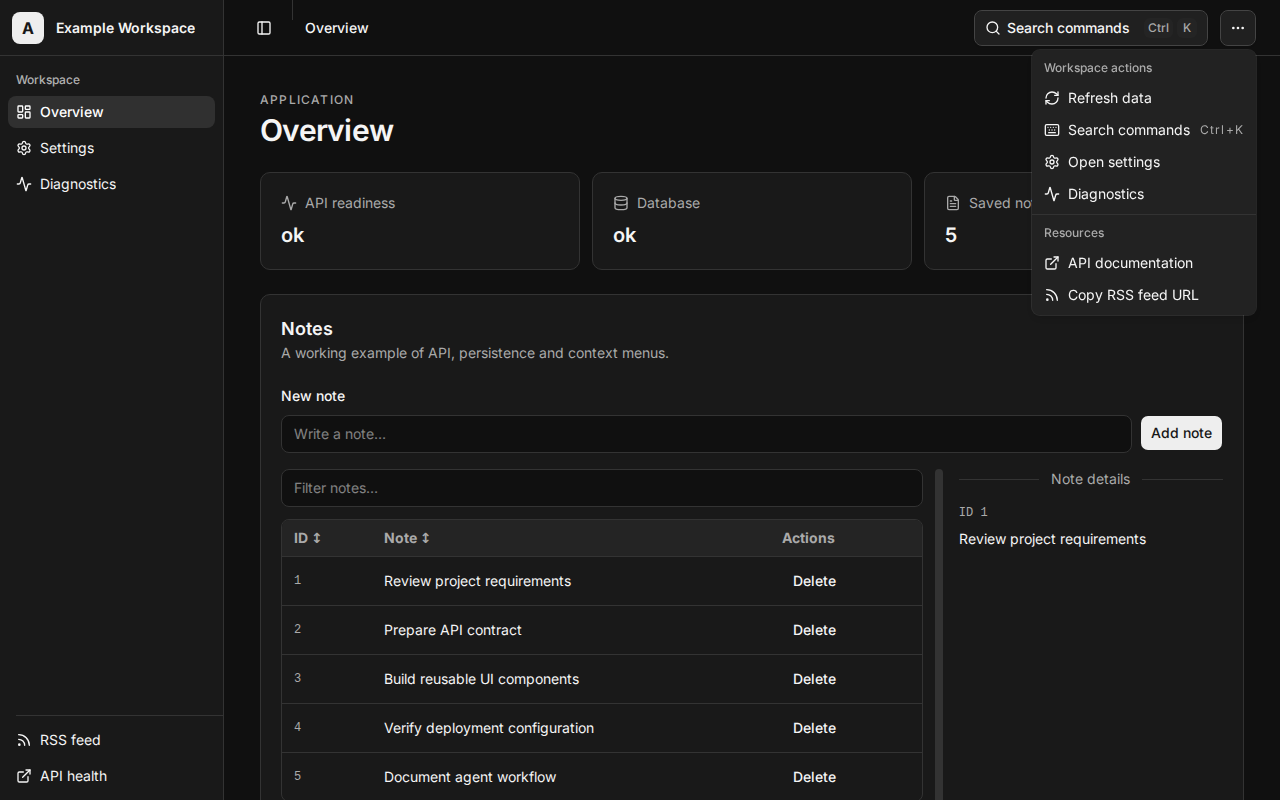 A Example Workspace
Overview
Search commands Ctrl K
Workspace
Overview
Settings
Diagnostics
RSS feed
API health
APPLICATION
Overview
API readiness
ok
Database
ok
Saved no
5
Workspace actions
Refresh data
Search commands Ctrl+K
Open settings
Diagnostics
Resources
API documentation
Copy RSS feed URL
Notes
A working example of API, persistence and context menus.
New note
Write a note...
Add note
Filter notes...
ID ↕ Note ↕ Actions
1 Review project requirements Delete
2 Prepare API contract Delete
3 Build reusable UI components Delete
4 Verify deployment configuration Delete
5 Document agent workflow Delete
Note details
ID 1
Review project requirements